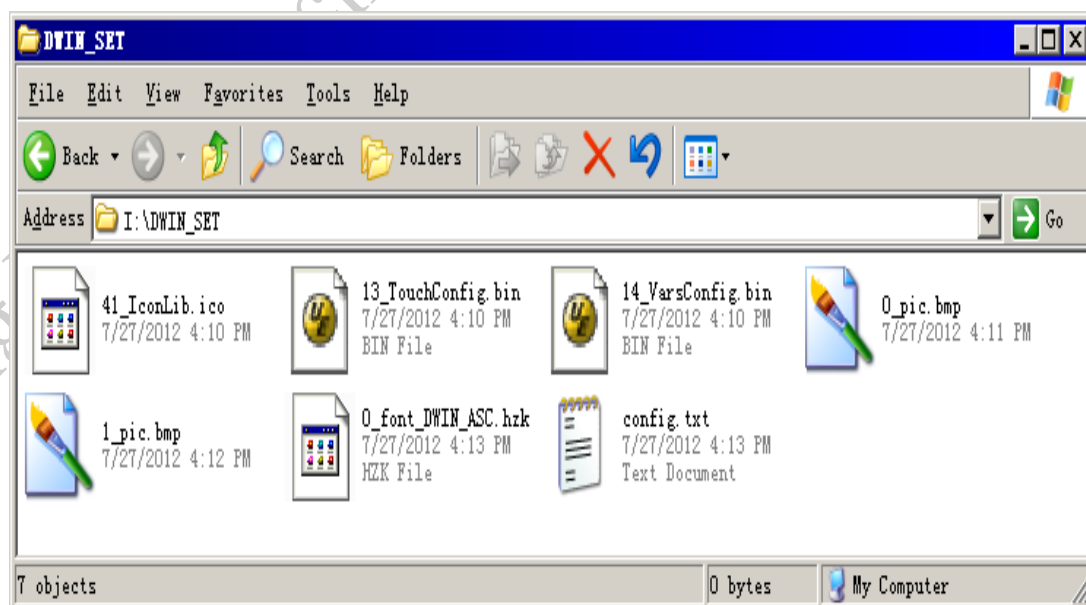 DWIN_SET
File Edit View Favorites Tools Help
Back Search Folders
Address I:\DWIN_SET Go
41_IconLib.ico
7/27/2012 4:10 PM
13_TouchConfig.bin
7/27/2012 4:10 PM
BIN File
14_VarsConfig.bin
7/27/2012 4:10 PM
BIN File
0_pic.bmp
7/27/2012 4:11 PM
1_pic.bmp
7/27/2012 4:12 PM
0_font_DWIN_ASC.hzk
7/27/2012 4:13 PM
HZK File
config.txt
7/27/2012 4:13 PM
Text Document
7 objects 0 bytes My Computer